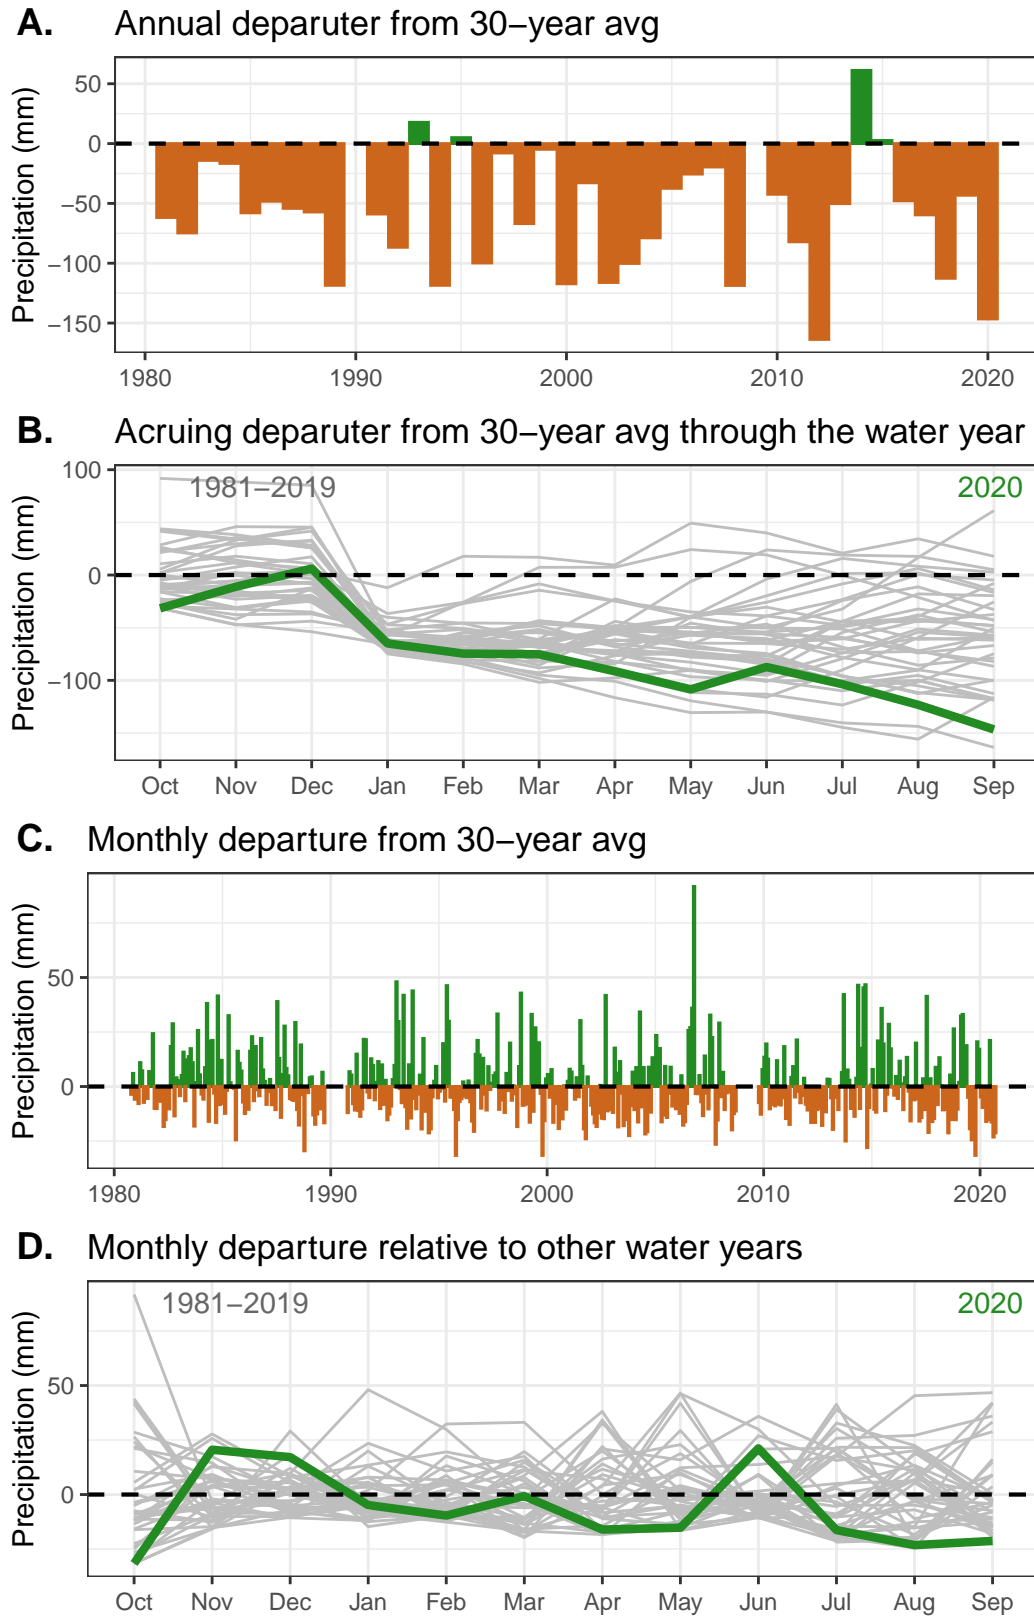 A. Annual deparuter from 30−year avg
Precipitation (mm)
50
0
−50
−100
−150
1980 1990 2000 2010 2020
B. Acruing deparuter from 30−year avg through the water year
Precipitation (mm)
100
0
−100
1981−2019 2020
Oct Nov Dec Jan Feb Mar Apr May Jun Jul Aug Sep
C. Monthly departure from 30−year avg
Precipitation (mm)
50
0
1980 1990 2000 2010 2020
D. Monthly departure relative to other water years
Precipitation (mm)
50
0
1981−2019 2020
Oct Nov Dec Jan Feb Mar Apr May Jun Jul Aug Sep